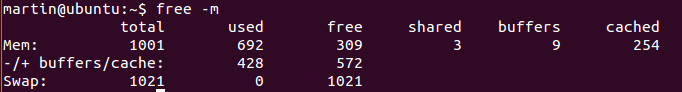 martin@ubuntu:~$ free -m
             total       used       free     shared    buffers     cached
Mem:          1001        692        309          3          9        254
-/+ buffers/cache:        428        572
Swap:         1021          0       1021